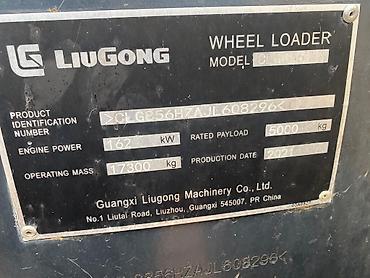 LiuGong
WHEEL LOADER
MODEL
PRODUCT IDENTIFICATION NUMBER >CLG856HZAJL608296<
ENGINE POWER 162 kW RATED PAYLOAD 5000 kg
OPERATING MASS 17300 kg PRODUCTION DATE 2021
Guangxi Liugong Machinery Co., Ltd.
No.1 Liutai Road, Liuzhou, Guangxi 545007, PR China